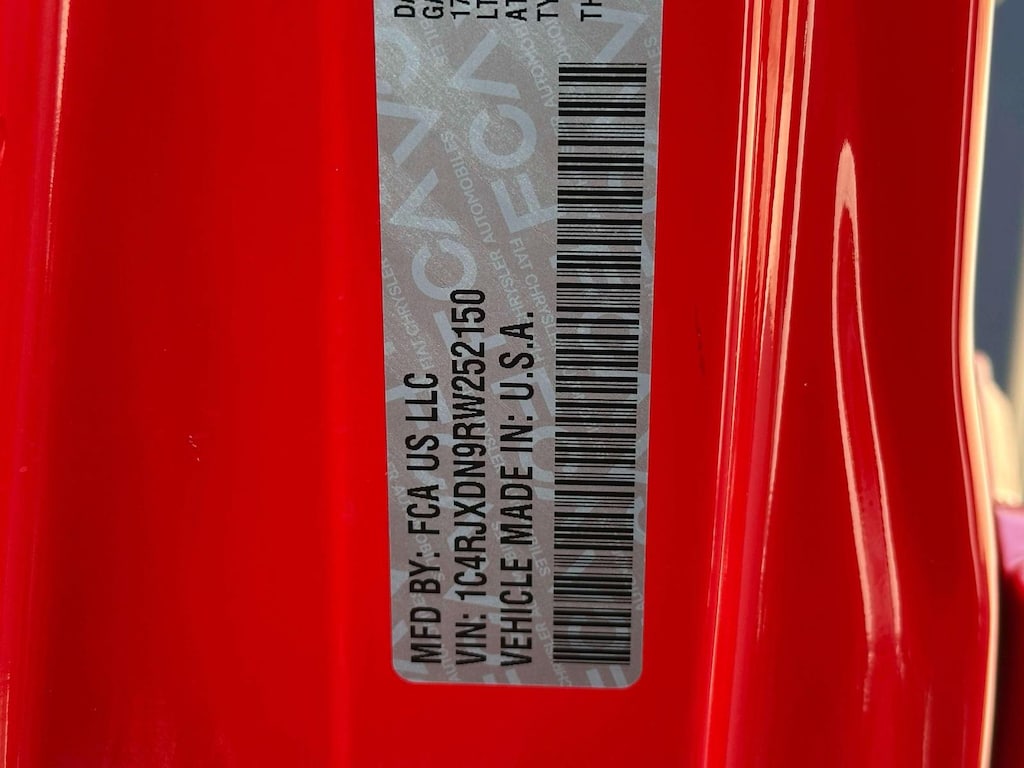 MFD BY: FCA US LLC
VIN: 1C4RJXDN9RW252150
VEHICLE MADE IN: U.S.A.